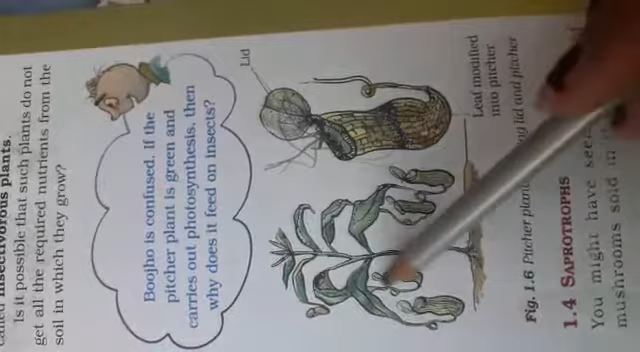 insectivorous plants.
Is it possible that such plants do not
get all the required nutrients from the
soil in which they grow?
Boojho is confused. If the
pitcher plant is green and
carries out photosynthesis, then
why does it feed on insects?
Lid
Leaf modified
into pitcher
Fig. 1.6 Pitcher plant lid and pitcher
1.4 SAPROTROPHS
You might have
mushrooms sold in